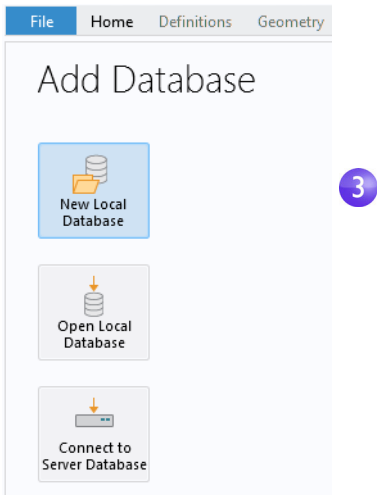 File Home Definitions Geometry
Add Database
New Local
Database
3
Open Local
Database
Connect to
Server Database